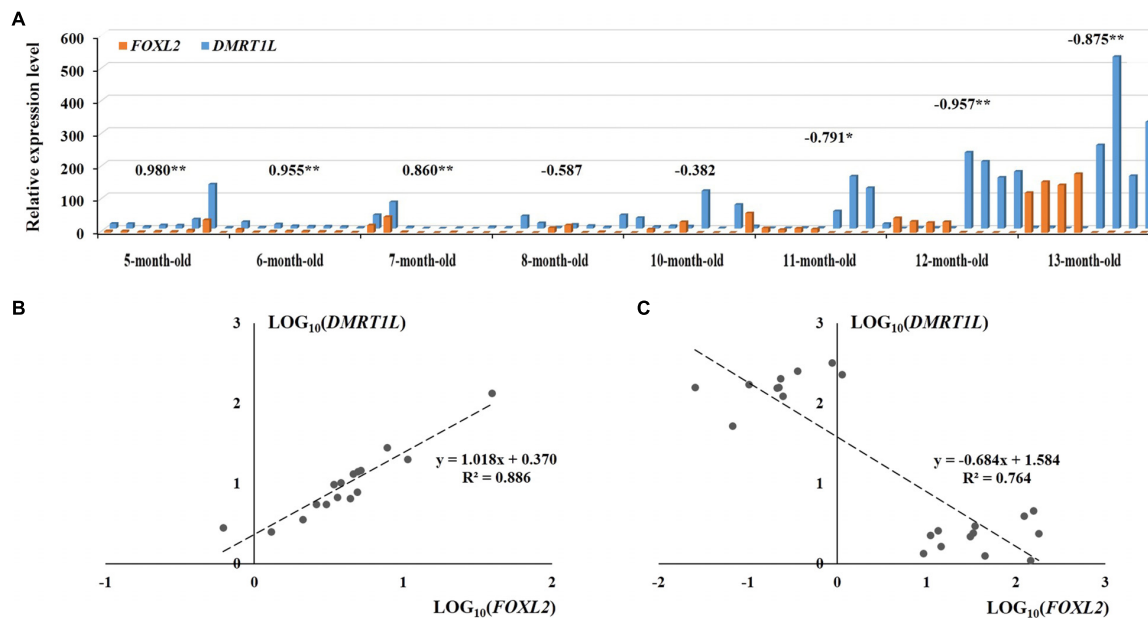 A
Relative expression level
600
500
400
300
200
100
0
FOXL2 DMRT1L
0.980** 0.955** 0.860** -0.587 -0.382 -0.791* -0.957** -0.875**
5-month-old 6-month-old 7-month-old 8-month-old 10-month-old 11-month-old 12-month-old 13-month-old
B
LOG10(DMRT1L)
3
2
1
0
y = 1.018x + 0.370
R² = 0.886
-1 0 1 2
LOG10(FOXL2)
C
LOG10(DMRT1L)
3
2
1
0
y = -0.684x + 1.584
R² = 0.764
-2 -1 0 1 2 3
LOG10(FOXL2)